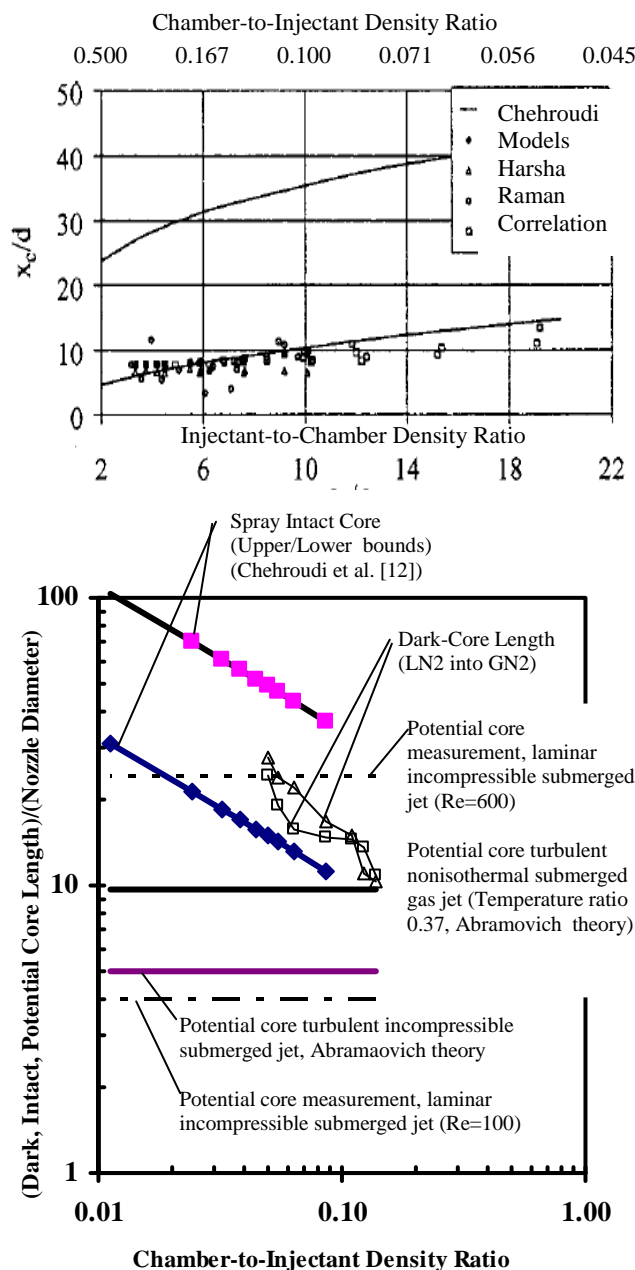 Chamber-to-Injectant Density Ratio
0.500 0.167 0.100 0.071 0.056 0.045
50
40
30
20
10
0
x_c/d
Chehroudi
Models
Harsha
Raman
Correlation
Injectant-to-Chamber Density Ratio
2 6 10 14 18 22
Spray Intact Core
(Upper/Lower bounds)
(Chehroudi et al. [12])
Dark-Core Length
(LN2 into GN2)
Potential core
measurement, laminar
incompressible submerged
jet (Re=600)
Potential core turbulent
nonisothermal submerged
gas jet (Temperature ratio
0.37, Abramovich theory)
Potential core turbulent incompressible
submerged jet, Abramaovich theory
Potential core measurement, laminar
incompressible submerged jet (Re=100)
(Dark, Intact, Potential Core Length)/(Nozzle Diameter)
100
10
1
0.01 0.10 1.00
Chamber-to-Injectant Density Ratio